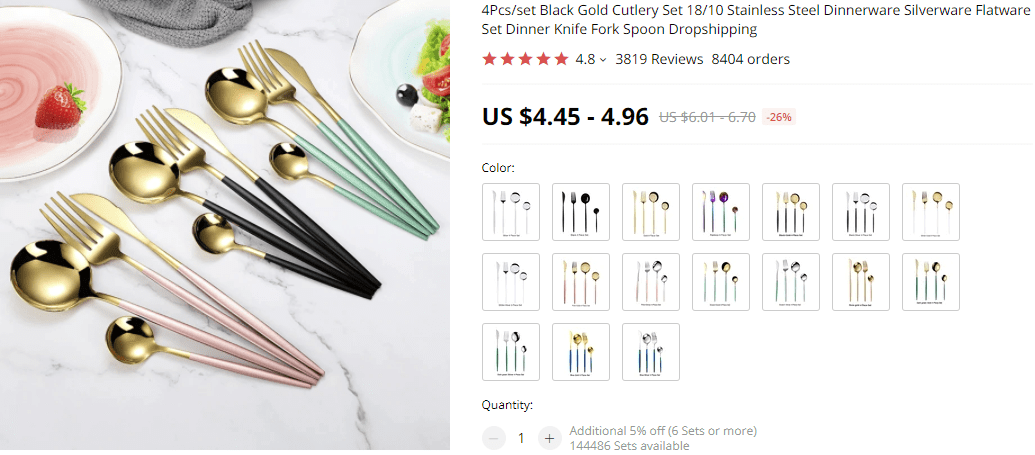 4Pcs/set Black Gold Cutlery Set 18/10 Stainless Steel Dinnerware Silverware Flatware
Set Dinner Knife Fork Spoon Dropshipping
4.8 3819 Reviews 8404 orders
US $4.45 - 4.96 US $6.01 - 6.70 -26%
Color:
Quantity:
1 + Additional 5% off (6 Sets or more)
144486 Sets available